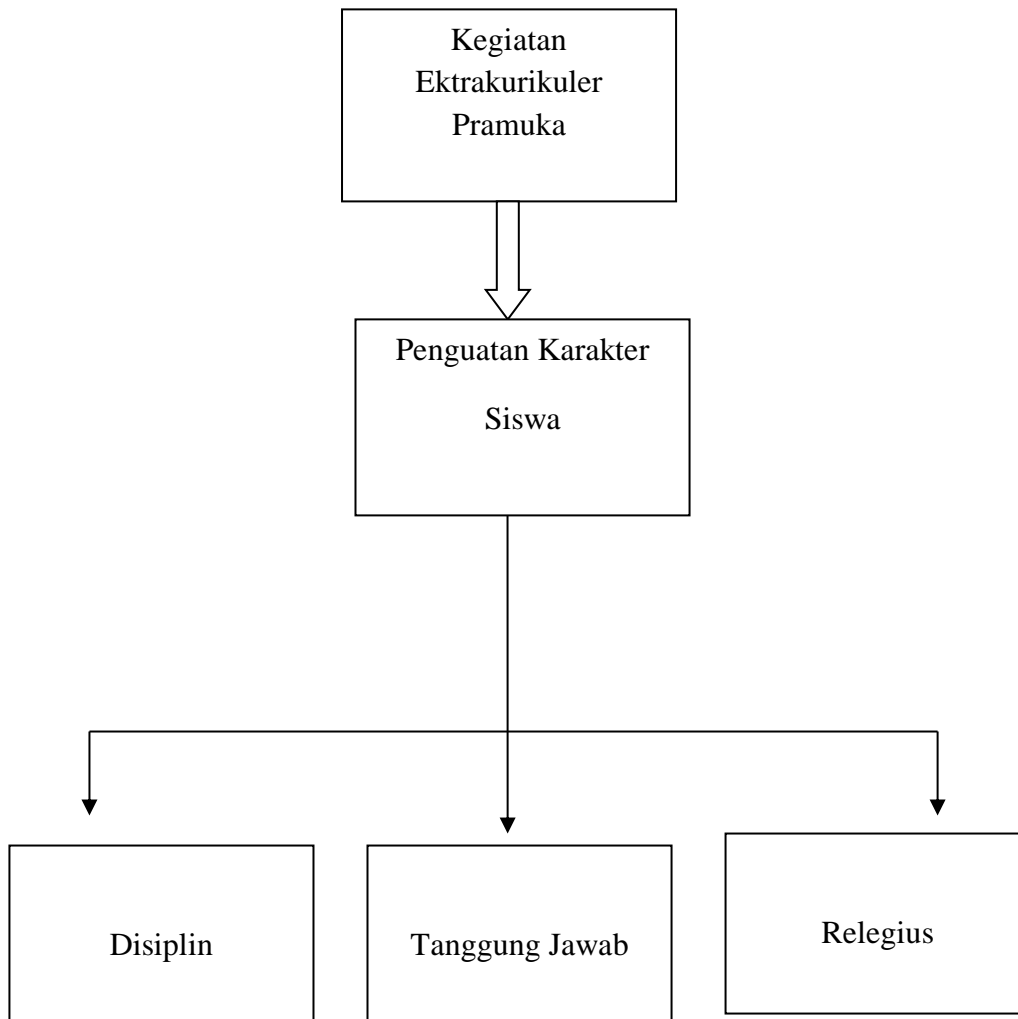 Kegiatan
Ektrakurikuler
Pramuka
Penguatan Karakter
Siswa
Disiplin
Tanggung Jawab
Relegius